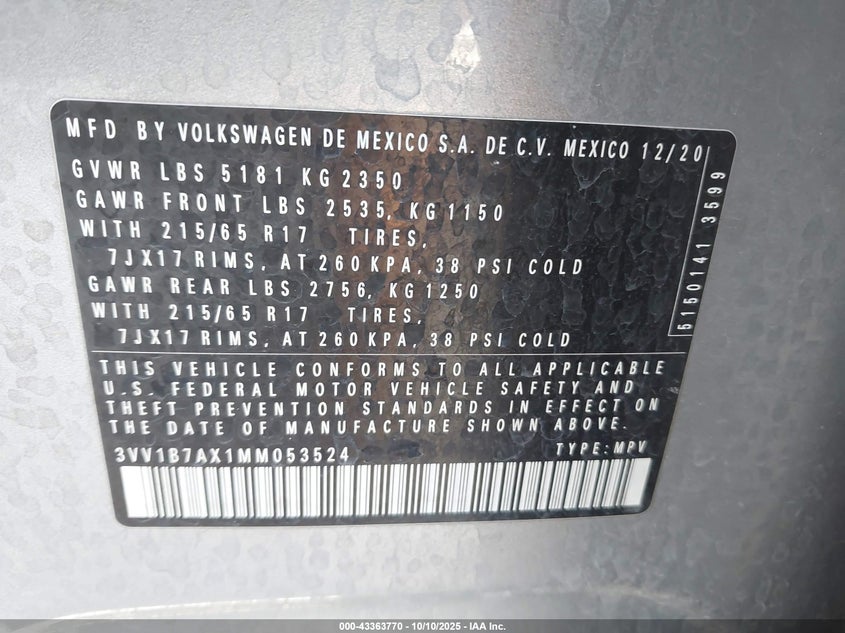 MFD BY VOLKSWAGEN DE MEXICO S.A. DE C.V. MEXICO 12/20
GVWR LBS 5181 KG 2350
GAWR FRONT LBS 2535, KG 1150
WITH 215/65 R17 TIRES,
7JX17 RIMS, AT 260 KPA, 38 PSI COLD
GAWR REAR LBS 2756, KG 1250
WITH 215/65 R17 TIRES,
7JX17 RIMS, AT 260 KPA, 38 PSI COLD
5150141 3599
THIS VEHICLE CONFORMS TO ALL APPLICABLE
U.S. FEDERAL MOTOR VEHICLE SAFETY AND
THEFT PREVENTION STANDARDS IN EFFECT ON
THE DATE OF MANUFACTURE SHOWN ABOVE.
3VV1B7AX1MM053524 TYPE: MPV
000-43363770 - 10/10/2025 - IAA Inc.